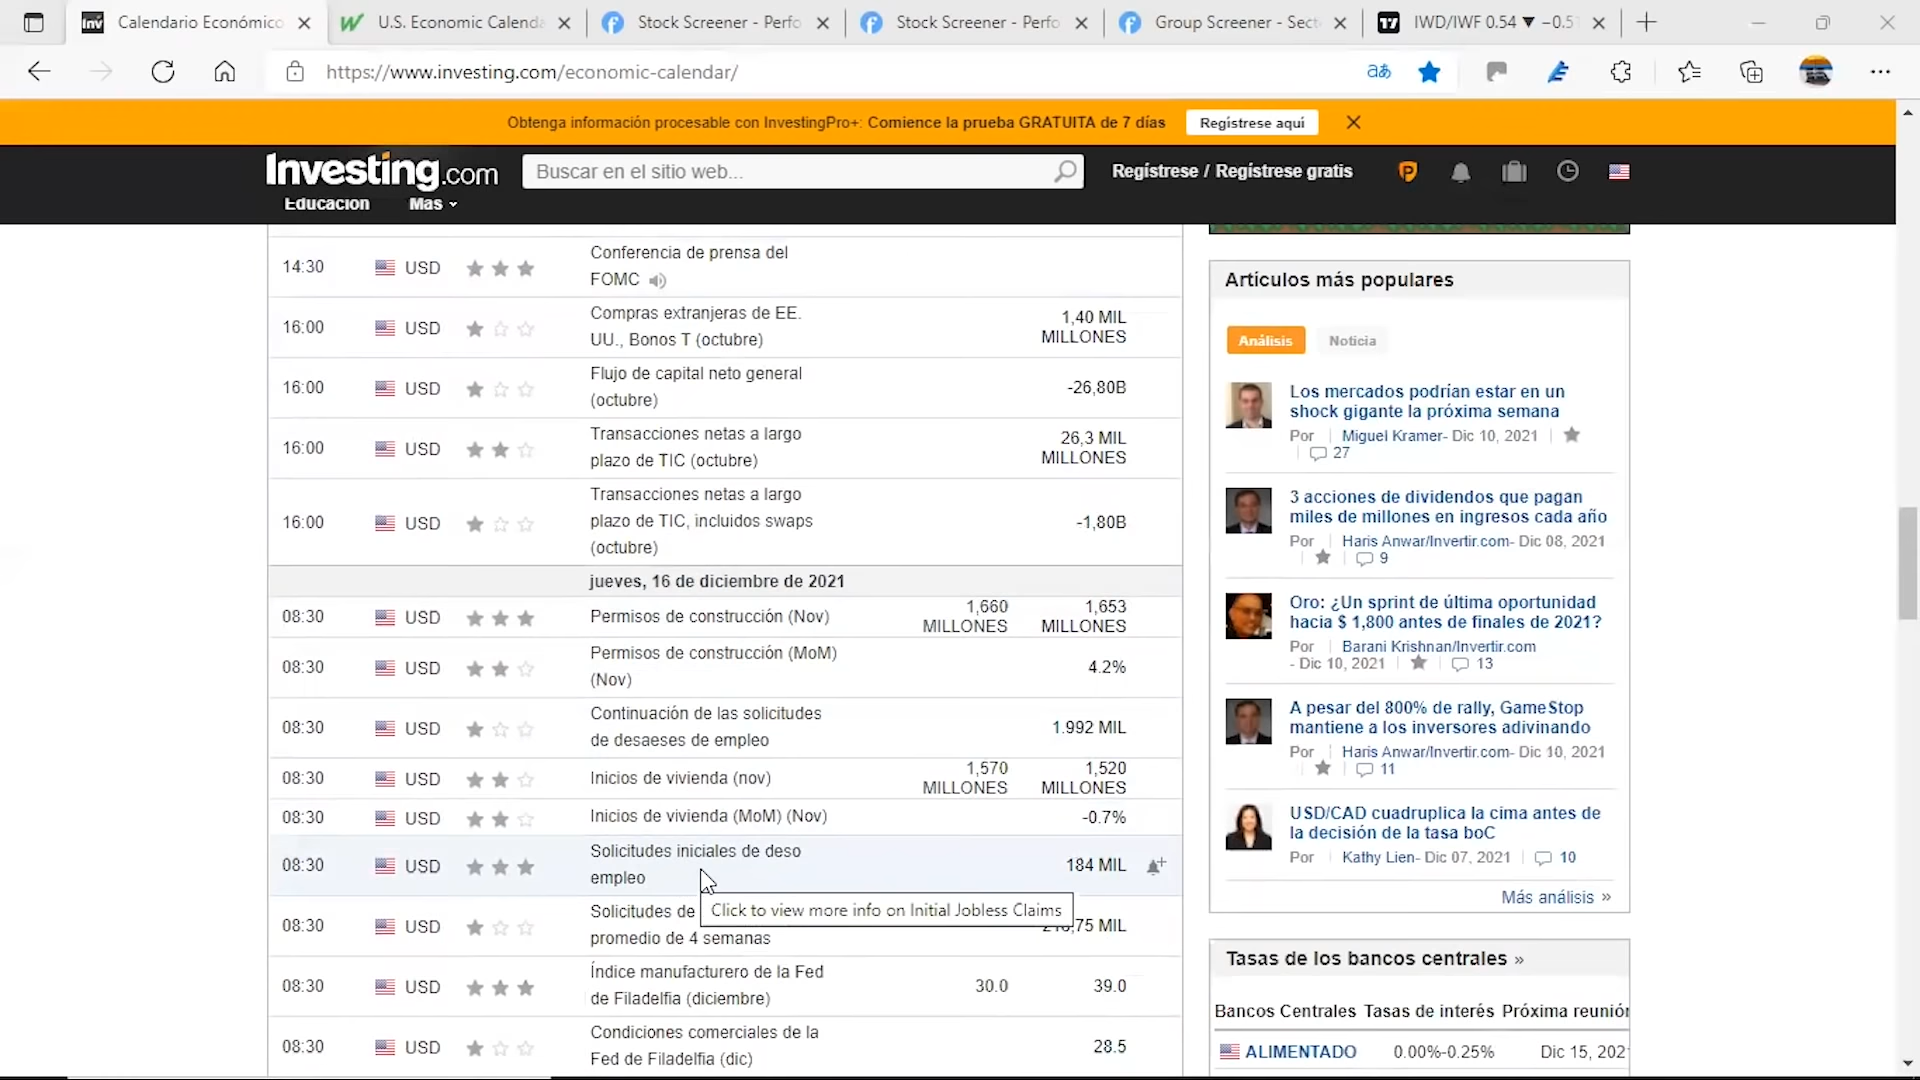 Calendario Económico
U.S. Economic Calenda
Stock Screener - Perfo
Stock Screener - Perfo
Group Screener - Sect
IWD/IWF 0.54 ▼ −0.5
https://www.investing.com/economic-calendar/
Obtenga información procesable con InvestingPro+: Comience la prueba GRATUITA de 7 días
Regístrese aquí
Investing.com
Buscar en el sitio web...
Regístrese / Regístrese gratis
Educación
Más
14:30 USD Conferencia de prensa del
FOMC
16:00 USD Compras extranjeras de EE.
UU., Bonos T (octubre)
1,40 MIL
MILLONES
16:00 USD Flujo de capital neto general
(octubre)
-26,80B
16:00 USD Transacciones netas a largo
plazo de TIC (octubre)
26,3 MIL
MILLONES
16:00 USD Transacciones netas a largo
plazo de TIC, incluidos swaps
(octubre)
-1,80B
jueves, 16 de diciembre de 2021
08:30 USD Permisos de construcción (Nov)
1,660
MILLONES
1,653
MILLONES
08:30 USD Permisos de construcción (MoM)
(Nov)
4.2%
08:30 USD Continuación de las solicitudes
de desaeses de empleo
1.992 MIL
08:30 USD Inicios de vivienda (nov)
1,570
MILLONES
1,520
MILLONES
08:30 USD Inicios de vivienda (MoM) (Nov) -0.7%
08:30 USD Solicitudes iniciales de deso
empleo
184 MIL
Click to view more info on Initial Jobless Claims
08:30 USD Solicitudes de
promedio de 4 semanas
,75 MIL
08:30 USD Índice manufacturero de la Fed
de Filadelfia (diciembre)
30.0 39.0
08:30 USD Condiciones comerciales de la
Fed de Filadelfia (dic)
28.5
Artículos más populares
Análisis
Noticia
Los mercados podrían estar en un
shock gigante la próxima semana
Por Miguel Kramer- Dic 10, 2021
27
3 acciones de dividendos que pagan
miles de millones en ingresos cada año
Por Haris Anwar/Invertir.com- Dic 08, 2021
9
Oro: ¿Un sprint de última oportunidad
hacia $ 1,800 antes de finales de 2021?
Por Barani Krishnan/Invertir.com
- Dic 10, 2021 13
A pesar del 800% de rally, GameStop
mantiene a los inversores adivinando
Por Haris Anwar/Invertir.com- Dic 10, 2021
11
USD/CAD cuadruplica la cima antes de
la decisión de la tasa boC
Por Kathy Lien- Dic 07, 2021 10
Más análisis »
Tasas de los bancos centrales »
Bancos Centrales Tasas de interés Próxima reunión
ALIMENTADO 0.00%-0.25% Dic 15, 202